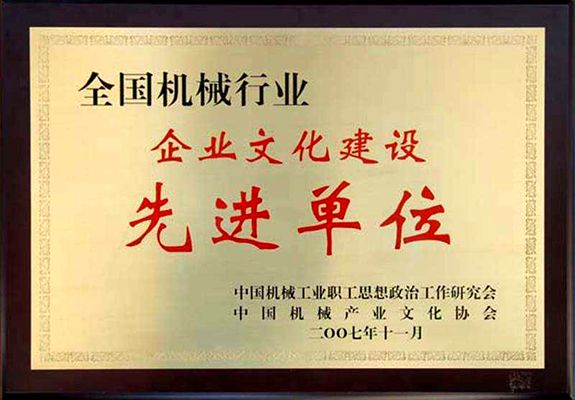 全国机械行业
企业文化建设
先进单位
中国机械工业职工思想政治工作研究会
中国机械产业文化协会
二〇〇七年十一月